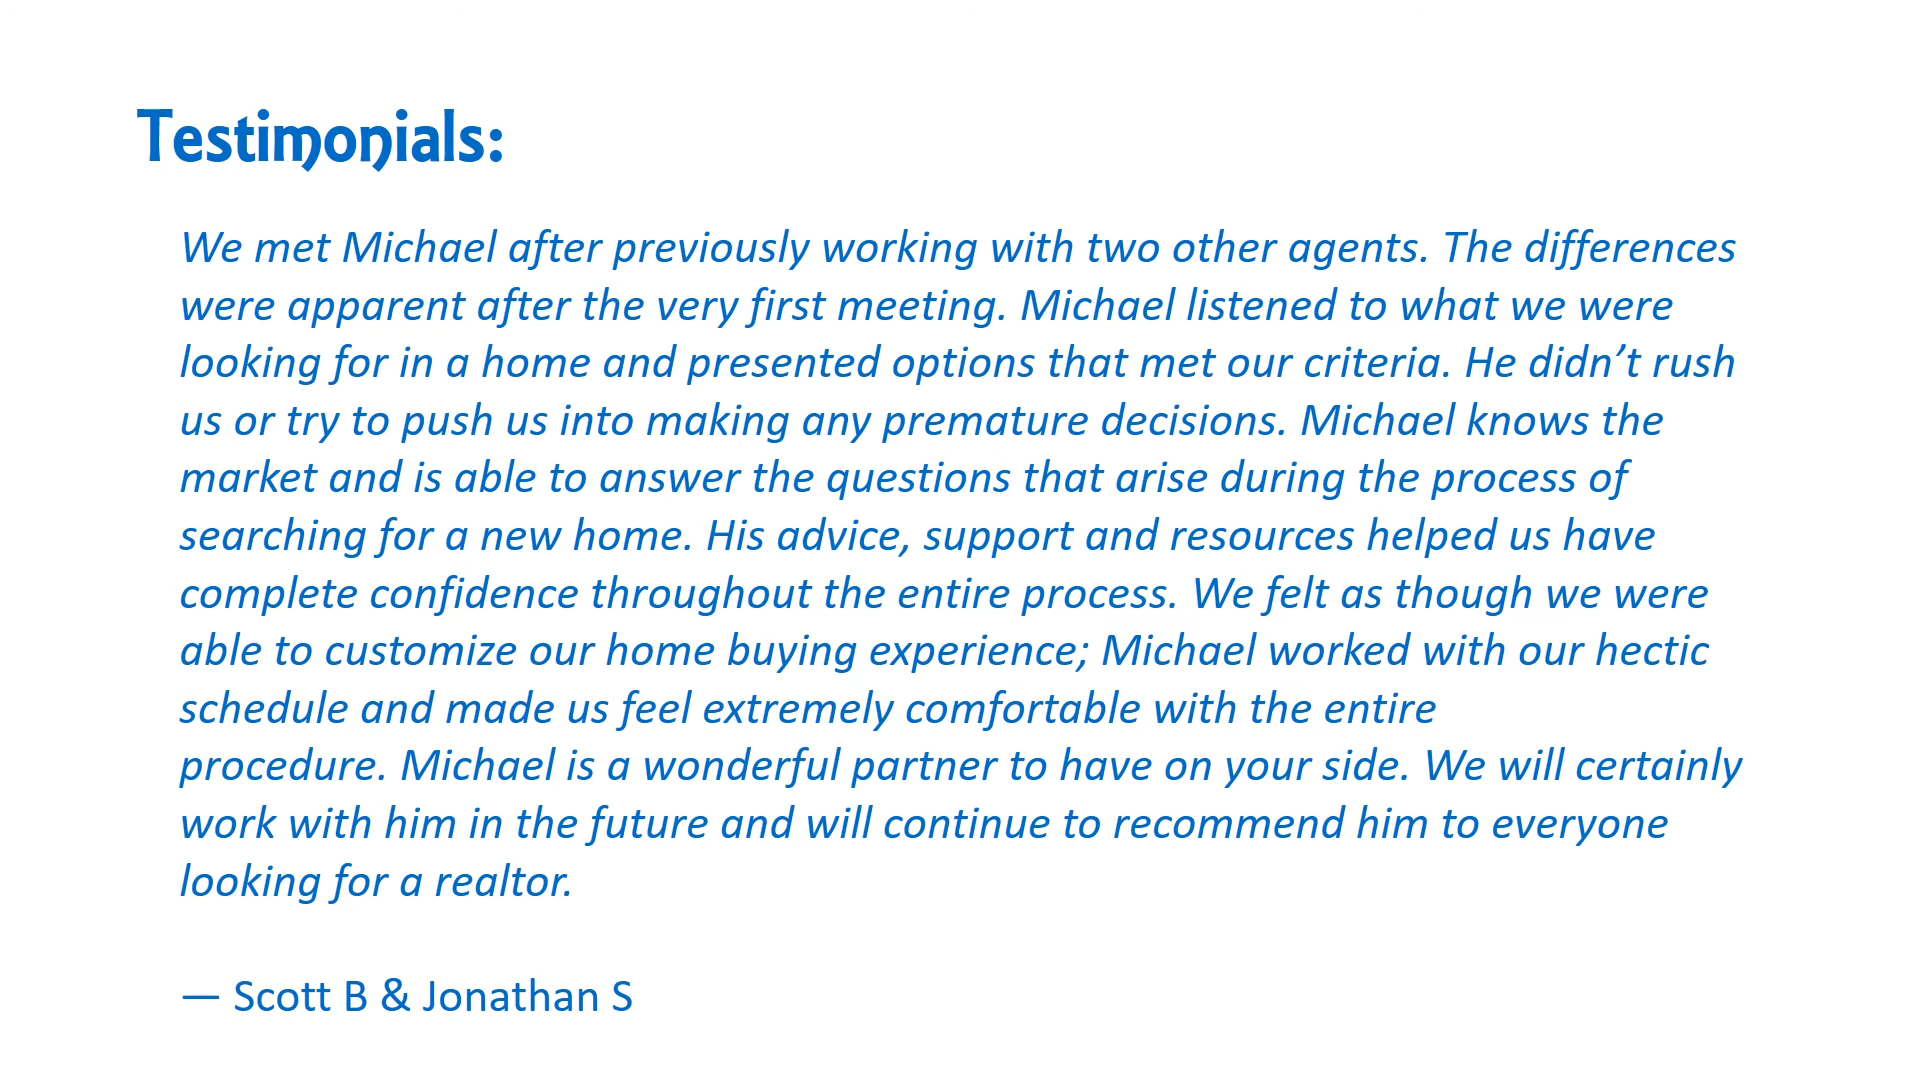 Testimonials:
We met Michael after previously working with two other agents. The differences
were apparent after the very first meeting. Michael listened to what we were
looking for in a home and presented options that met our criteria. He didn’t rush
us or try to push us into making any premature decisions. Michael knows the
market and is able to answer the questions that arise during the process of
searching for a new home. His advice, support and resources helped us have
complete confidence throughout the entire process. We felt as though we were
able to customize our home buying experience; Michael worked with our hectic
schedule and made us feel extremely comfortable with the entire
procedure. Michael is a wonderful partner to have on your side. We will certainly
work with him in the future and will continue to recommend him to everyone
looking for a realtor.
— Scott B & Jonathan S